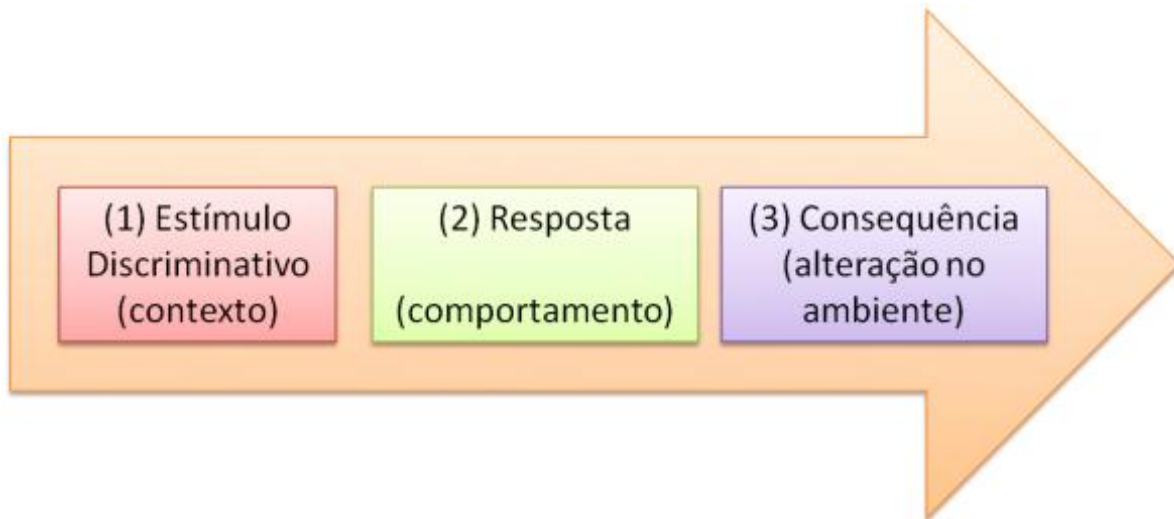 (1) Estímulo
Discriminativo
(contexto)
(2) Resposta
(comportamento)
(3) Consequência
(alteração no
ambiente)